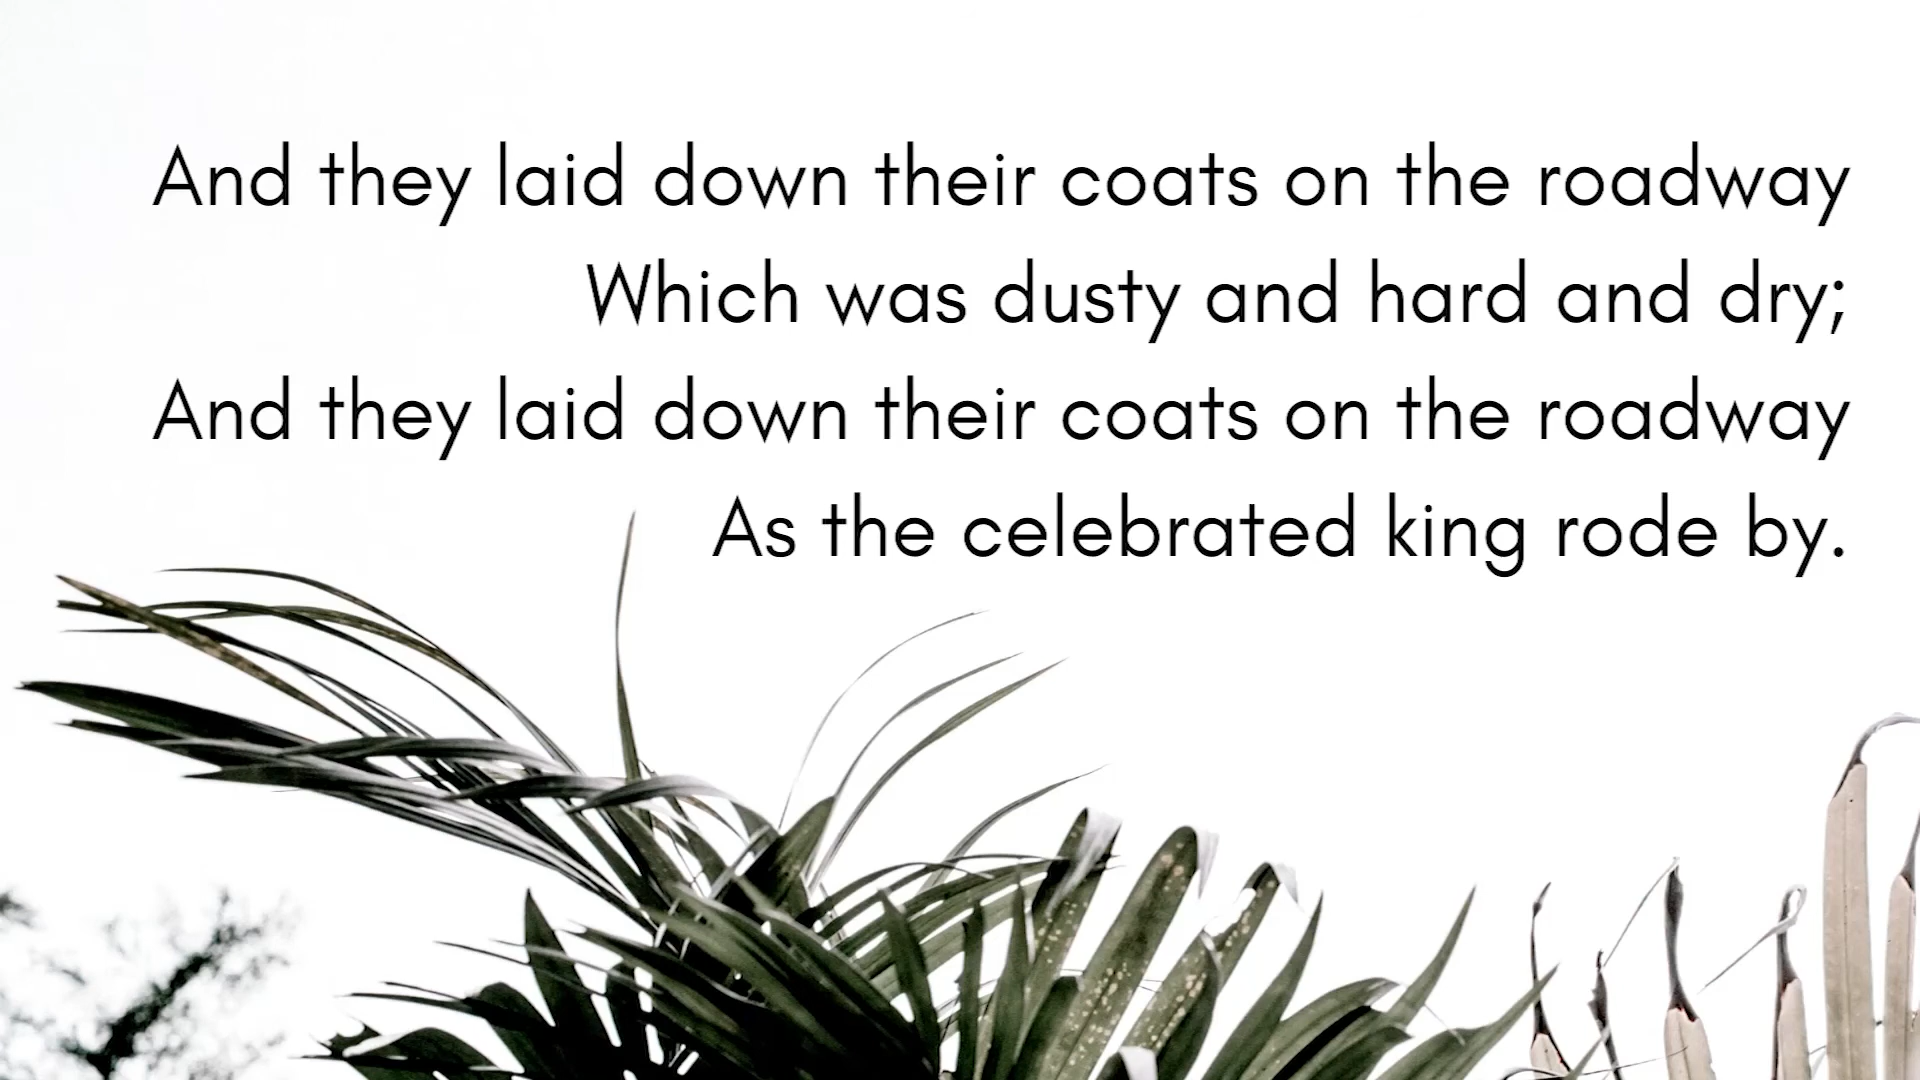 And they laid down their coats on the roadway
Which was dusty and hard and dry;
And they laid down their coats on the roadway
As the celebrated king rode by.